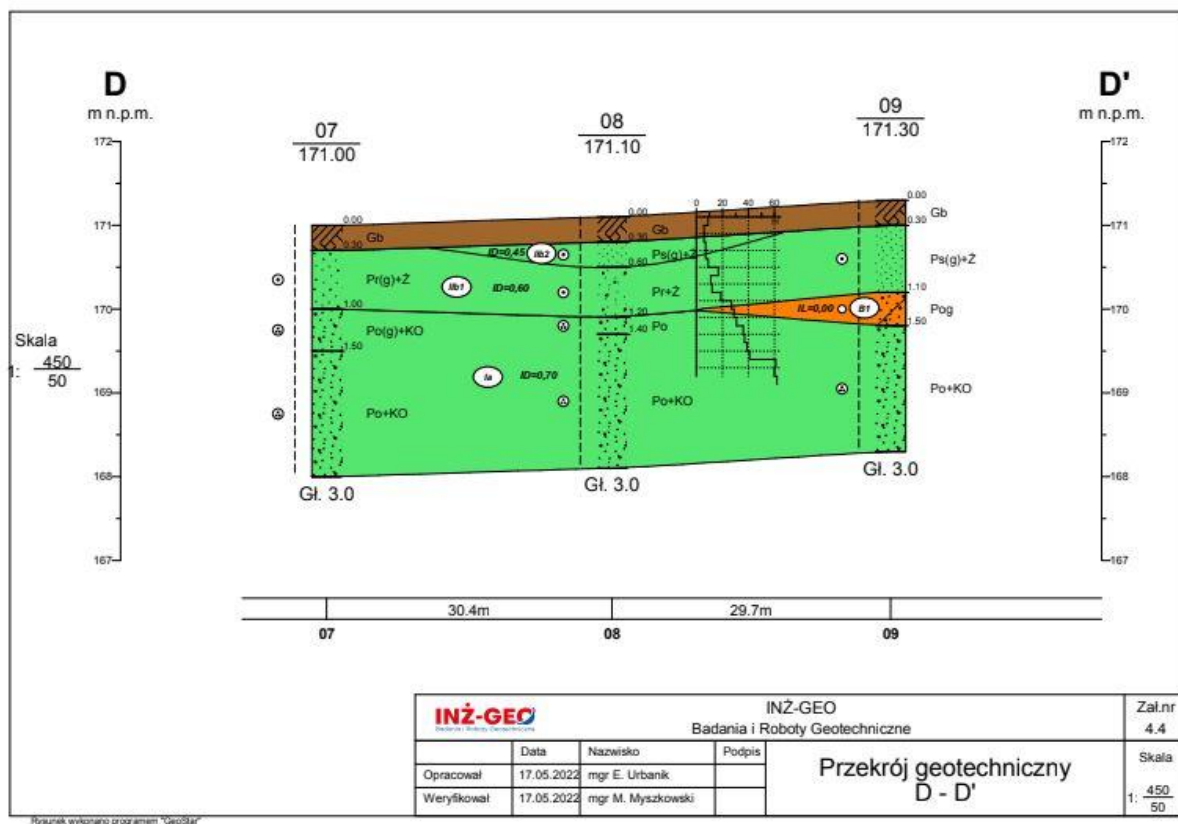 D
m n.p.m.
D'
m n.p.m.
07
171.00
08
171.10
09
171.30
172
171
170
169
168
167
172
171
170
169
168
167
Skala
1: 450
50
0.00
0.30
1.00
1.50
Gb
Pr(g)+Ż
Po(g)+KO
Po+KO
Gł. 3.0
ID=0,45 IIb2
IIb1 ID=0,60
Ia ID=0,70
0.00
0.30
0.60
1.20
1.40
Gb
Ps(g)+Ż
Pr+Ż
Po
Po+KO
Gł. 3.0
0 20 40 60
IL=0,00 B1
0.00
0.30
1.10
1.50
Gb
Ps(g)+Ż
Pog
Po+KO
Gł. 3.0
30.4m 29.7m
07 08 09
INŻ-GEO
Badania i Roboty Geotechniczne
INŻ-GEO
Badania i Roboty Geotechniczne
Zał.nr
4.4
Data Nazwisko Podpis
Opracował 17.05.2022 mgr E. Urbanik
Weryfikował 17.05.2022 mgr M. Myszkowski
Przekrój geotechniczny
D - D'
Skala
1: 450
50
Rysunek wykonano programem "GeoStar"